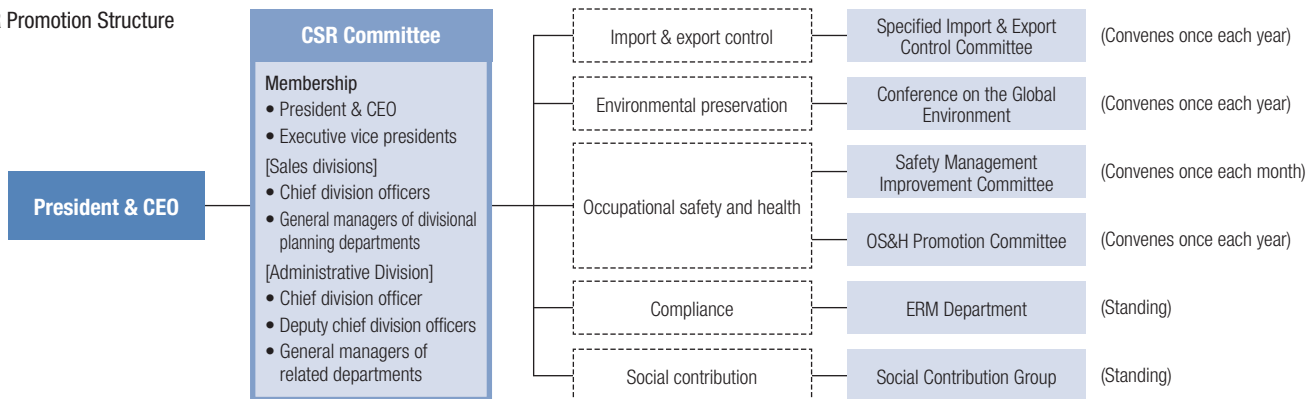 Promotion Structure
President & CEO
CSR Committee
Membership
• President & CEO
• Executive vice presidents
[Sales divisions]
• Chief division officers
• General managers of divisional
planning departments
[Administrative Division]
• Chief division officer
• Deputy chief division officers
• General managers of
related departments
Import & export control
Specified Import & Export
Control Committee
(Convenes once each year)
Environmental preservation
Conference on the Global
Environment
(Convenes once each year)
Occupational safety and health
Safety Management
Improvement Committee
(Convenes once each month)
OS&H Promotion Committee
(Convenes once each year)
Compliance
ERM Department
(Standing)
Social contribution
Social Contribution Group
(Standing)